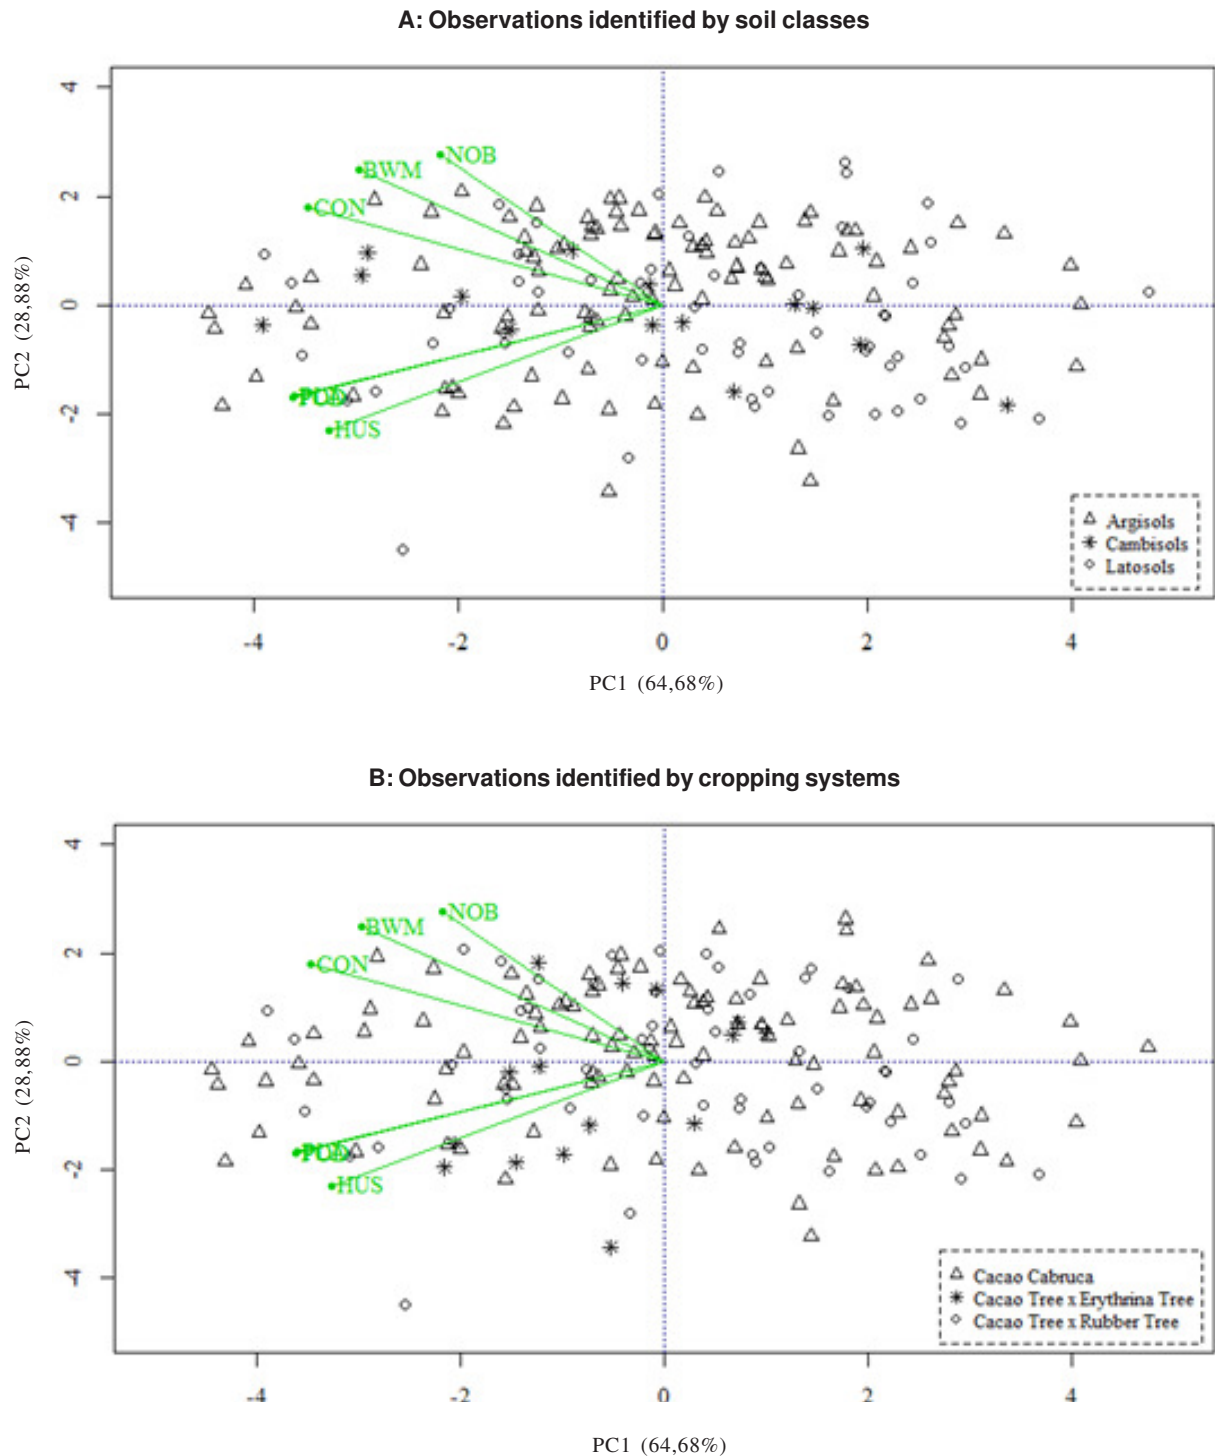 A: Observations identified by soil classes
4
2
0
-2
-4
PC2 (28,88%)
NOB
BWM
CON
HUS
Argisols
Cambisols
Latosols
-4 -2 0 2 4
PC1 (64,68%)
B: Observations identified by cropping systems
4
2
0
-2
-4
PC2 (28,88%)
NOB
BWM
CON
HUS
Cacao Cabruca
Cacao Tree x Erythrina Tree
Cacao Tree x Rubber Tree
-4 -2 0 2 4
PC1 (64,68%)